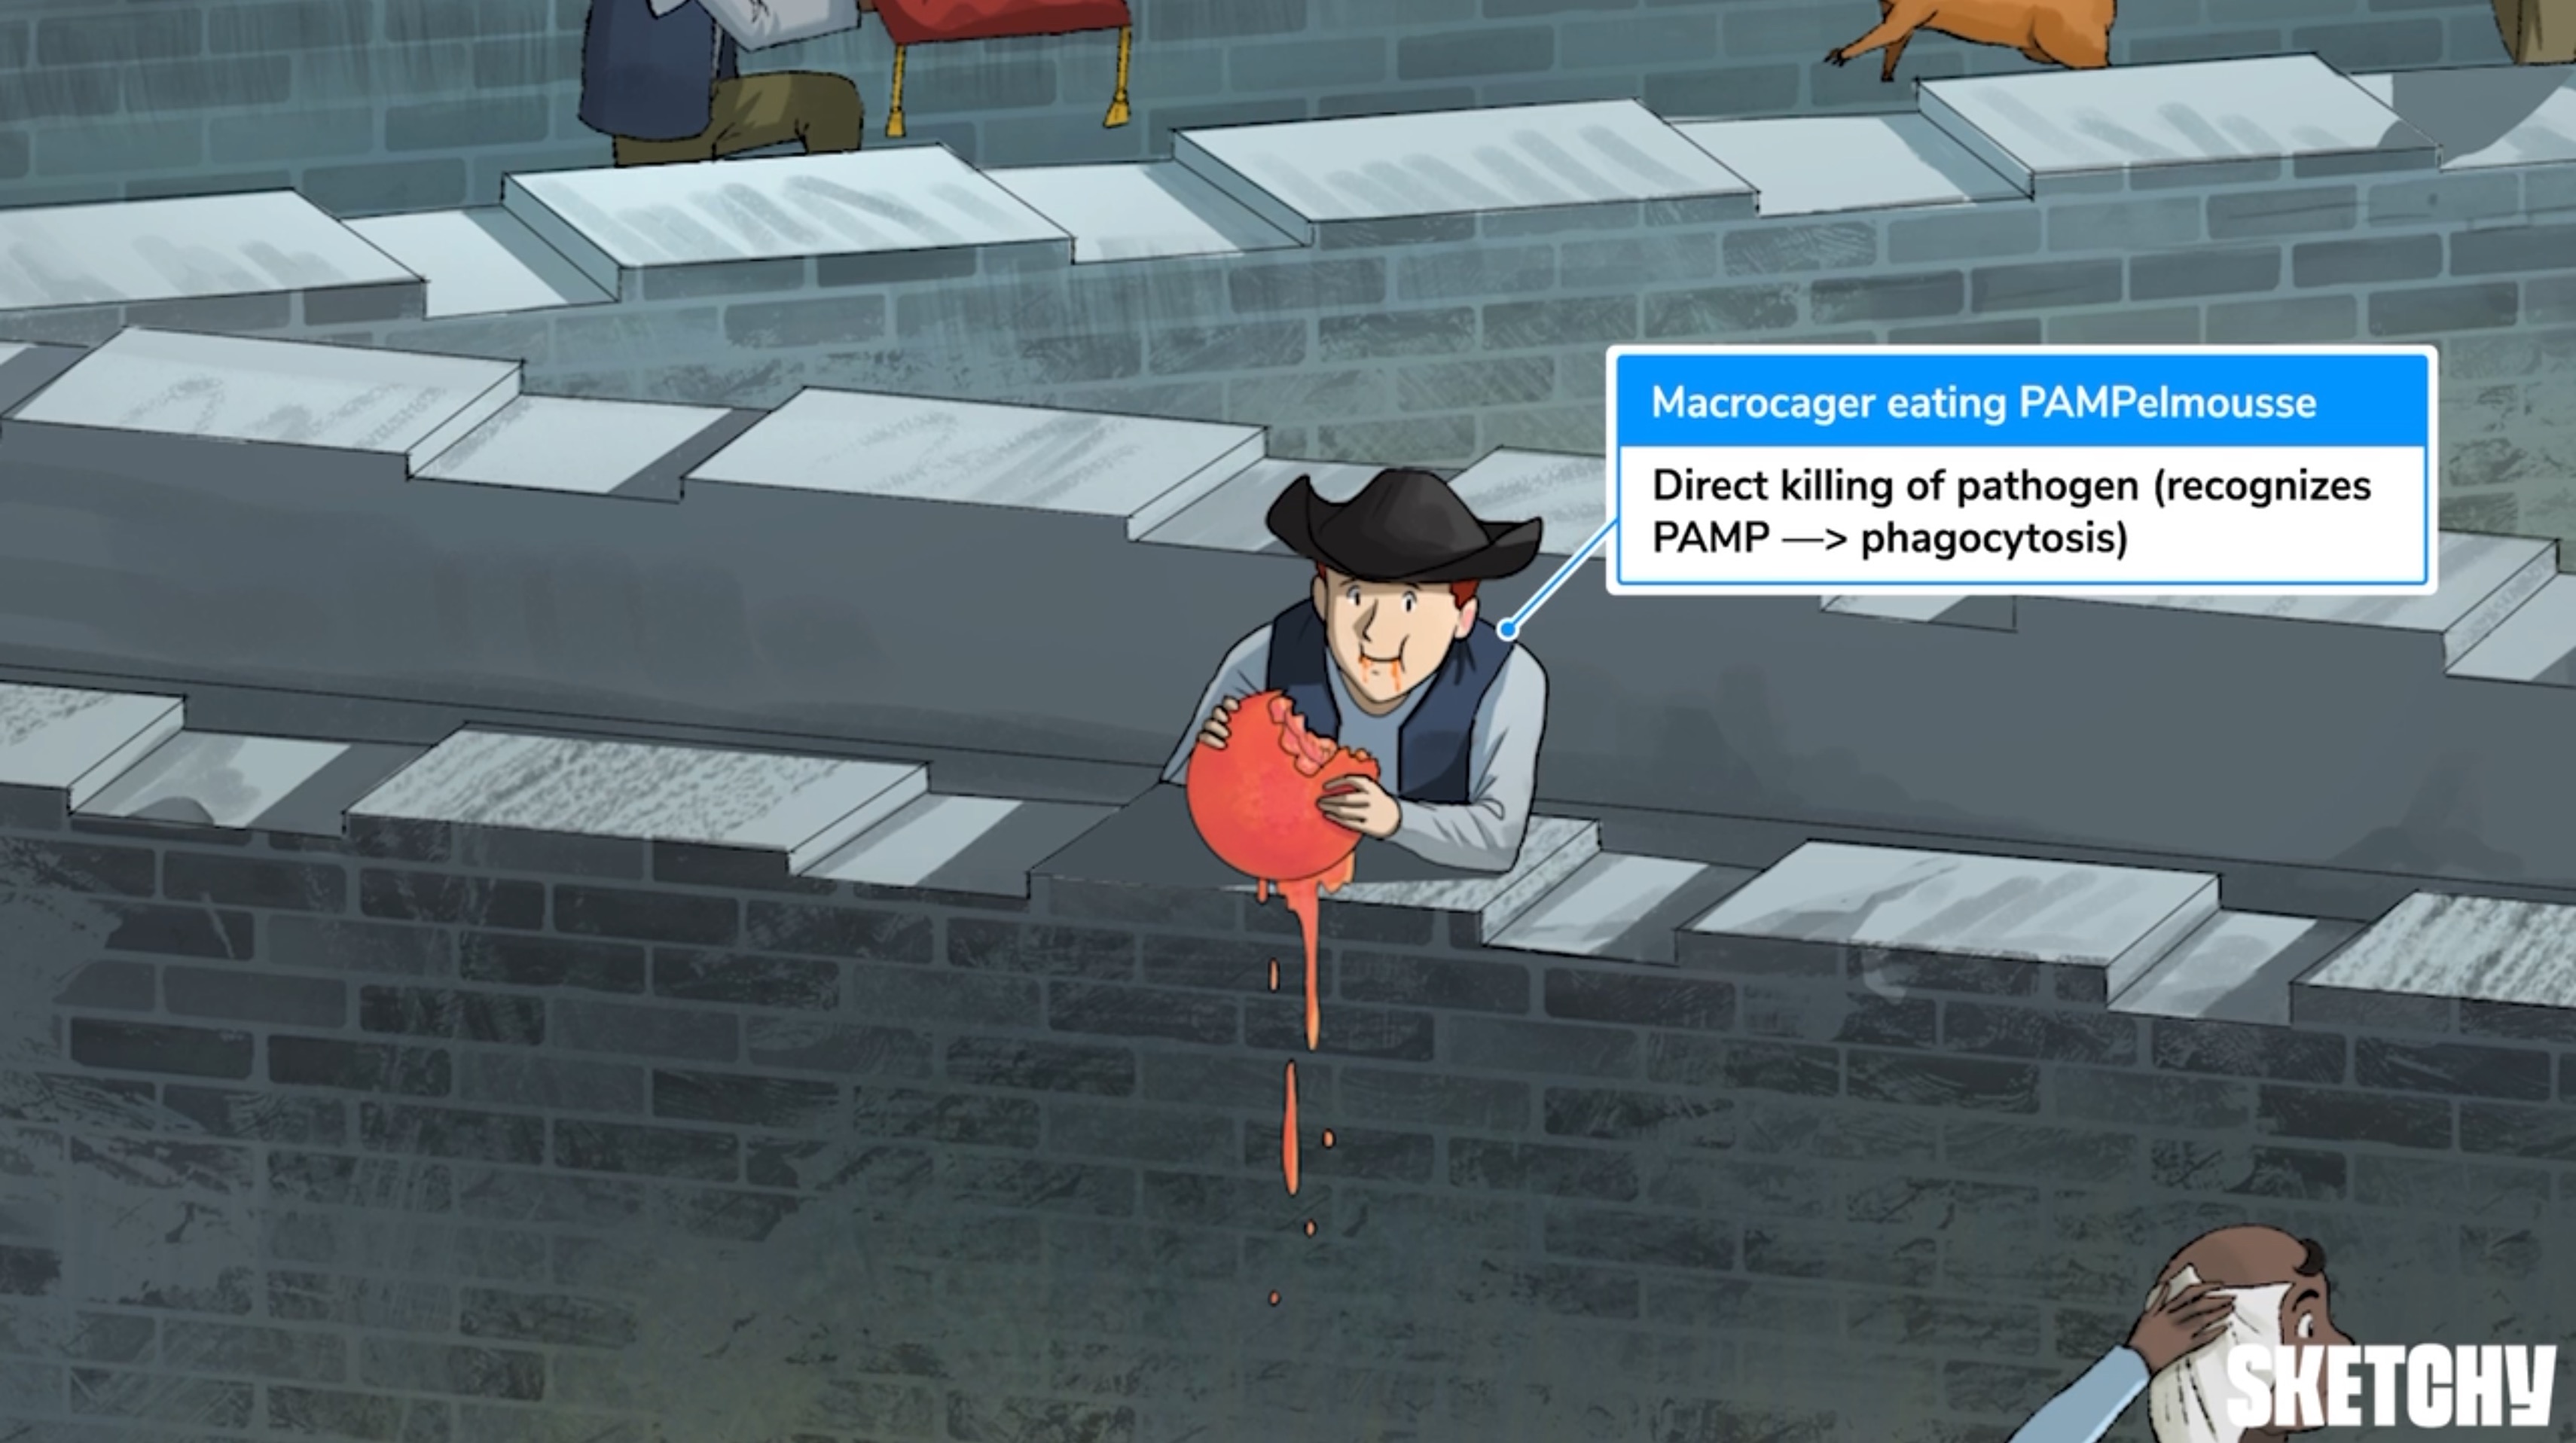 Macrocager eating PAMPelmousse
Direct killing of pathogen (recognizes
PAMP —> phagocytosis)
SKETCHY